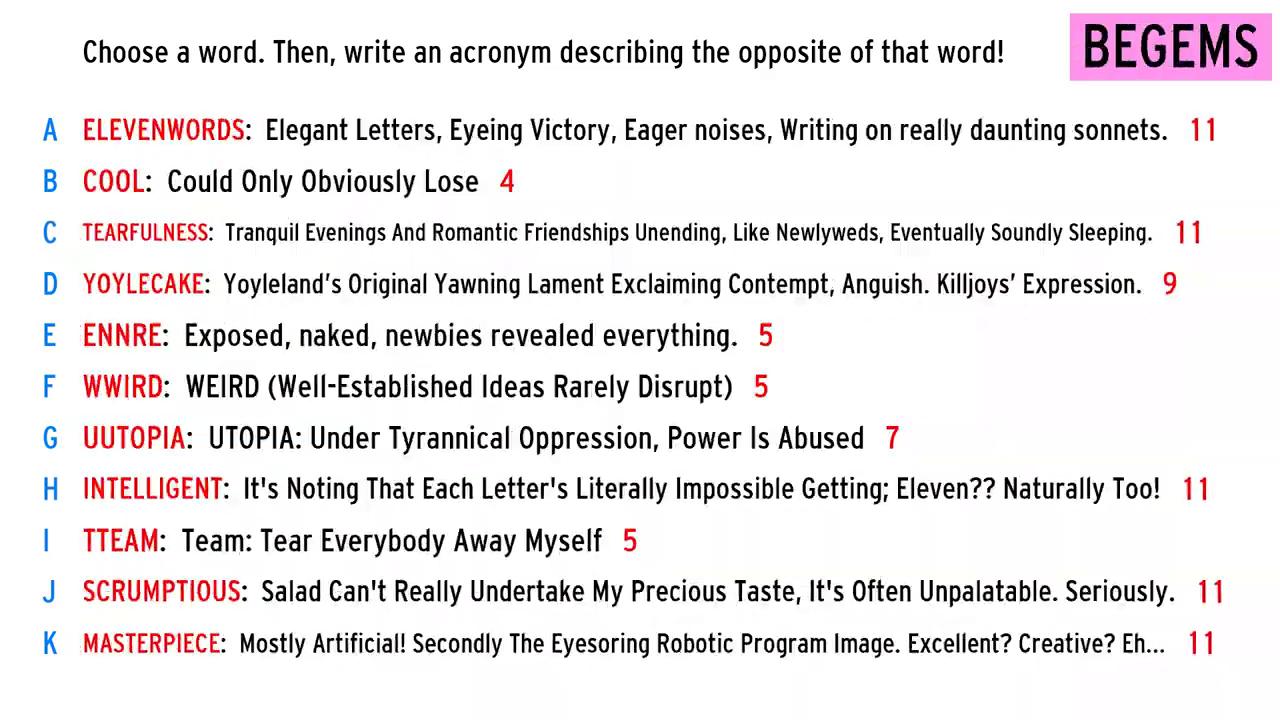 Choose a word. Then, write an acronym describing the opposite of that word!
BEGEMS
A ELEVENWORDS: Elegant Letters, Eyeing Victory, Eager noises, Writing on really daunting sonnets. 11
B COOL: Could Only Obviously Lose 4
C TEARFULNESS: Tranquil Evenings And Romantic Friendships Unending, Like Newlyweds, Eventually Soundly Sleeping. 11
D YOYLECAKE: Yoyleland's Original Yawning Lament Exclaiming Contempt, Anguish. Killjoys' Expression. 9
E ENNRE: Exposed, naked, newbies revealed everything. 5
F WWIRD: WEIRD (Well-Established Ideas Rarely Disrupt) 5
G UUTOPIA: UTOPIA: Under Tyrannical Oppression, Power Is Abused 7
H INTELLIGENT: It's Noting That Each Letter's Literally Impossible Getting; Eleven?? Naturally Too! 11
I TTEAM: Team: Tear Everybody Away Myself 5
J SCRUMPTIOUS: Salad Can't Really Undertake My Precious Taste, It's Often Unpalatable. Seriously. 11
K MASTERPIECE: Mostly Artificial! Secondly The Eyesoring Robotic Program Image. Excellent? Creative? Eh... 11